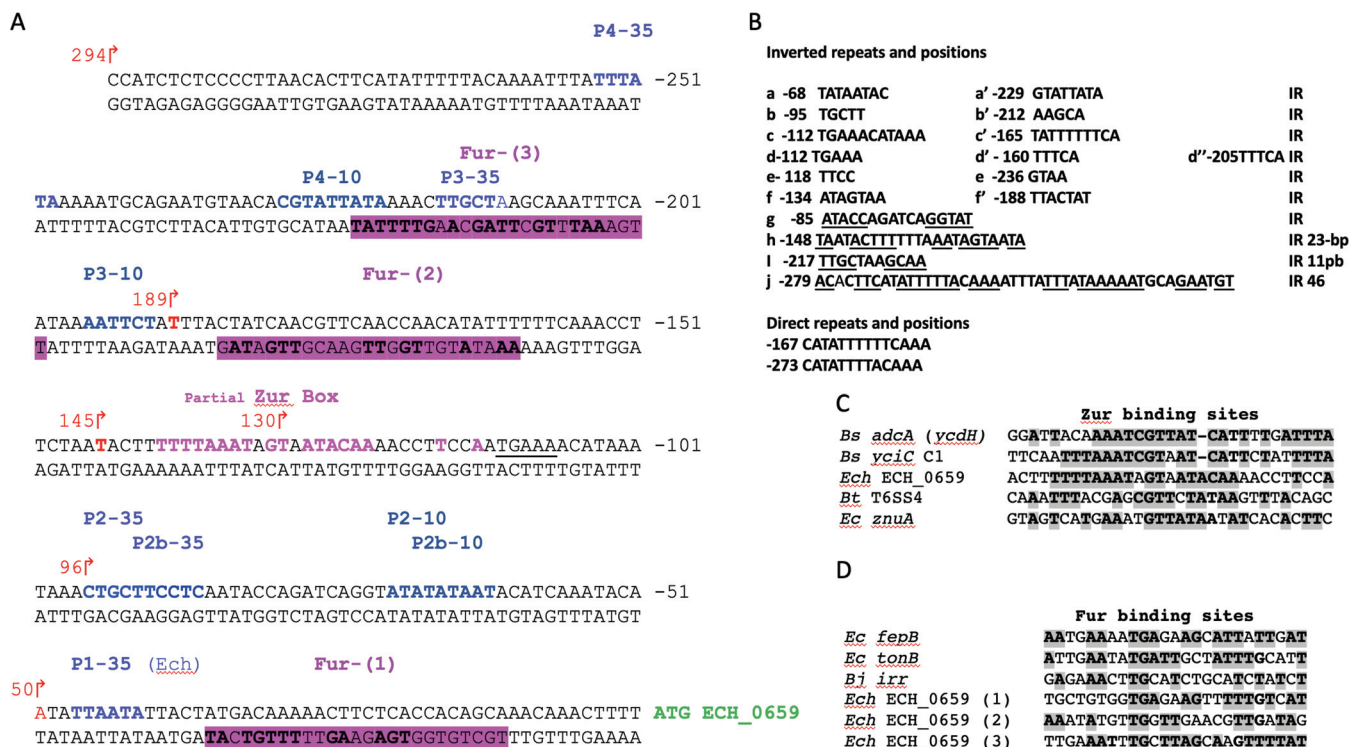 A
P4-35
294
CCATCTCTCCCCTTAACACTTCATATTTTTACAAAATTTATTTA -251
GGTAGAGAGGGGAATTGTGAAGTATAAAAATGTTTTAAATAAAT
Fur-(3)
P4-10 P3-35
TAAAAATGCAGAATGTAACACGTATTATAAAACTTGCTAAGCAAATTTCA -201
ATTTTTACGTCTTACATTGTGCATAATATTTTGAACGATTCGTTTAAAGT
P3-10 Fur-(2)
189
ATAAAATTCTATTTACTATCAACGTTCAACCAACATATTTTTTCAAACCT -151
TATTTTAAGATAAATGATAGTTGCAAGTTGGTTGTATAAAAAAGTTTGGA
Partial Zur Box
145 130
TCTAATACTTTTTTAAATAGTAATACAAAACCTTCCAATGAAAACATAAA -101
AGATTATGAAAAAATTTATCATTATGTTTTGGAAGGTTACTTTTGTATTT
P2-35 P2-10
P2b-35 P2b-10
96
TAAACTGCTTCCTCAATACCAGATCAGGTATATATAATACATCAAATACA -51
ATTTGACGAAGGAGTTATGGTCTAGTCCATATATATTATGTAGTTTATGT
P1-35 (Ech) Fur-(1)
50
ATATTAATATTACTATGACAAAAACTTCTCACCACAGCAAACAAACTTTT ATG ECH_0659
TATAATTATAATGATACTGTTTTTGAAGAGTGGTGTCGTTTGTTTGAAAA
B
Inverted repeats and positions
a -68 TATAATAC a' -229 GTATTATA IR
b -95 TGCTT b' -212 AAGCA IR
c -112 TGAAACATAAA c' -165 TATTTTTTCA IR
d-112 TGAAA d' - 160 TTTCA d''-205TTTCA IR
e- 118 TTCC e -236 GTAA IR
f -134 ATAGTAA f' -188 TTACTAT IR
g -85 ATACCAGATCAGGTAT IR
h -148 TAATACTTTTTTAAATAGTAATA IR 23-bp
I -217 TTGCTAAGCAA IR 11pb
j -279 ACACTTCATATTTTTACAAAATTTATTTATAAAAATGCAGAATGT IR 46
Direct repeats and positions
-167 CATATTTTTTCAAA
-273 CATATTTTTACAAA
C
Zur binding sites
Bs adcA (ycdH) GGATTACAAAATCGTTAT-CATTTTGATTTA
Bs yciC C1 TTCAATTTAAATCGTAAT-CATTCTATTTTA
Ech ECH_0659 ACTTTTTTAAATAGTAATACAAAACCTTCCA
Bt T6SS4 CAAATTTACGAGCGTTCTATAAGTTTACAGC
Ec znuA GTAGTCATGAAATGTTATAATATCACACTTC
D
Fur binding sites
Ec fepB AATGAAAATGAGAAGCATTATTGAT
Ec tonB ATTGAATATGATTGCTATTTGCATT
Bj irr GAGAAACTTGCATCTGCATCTATCT
Ech ECH_0659 (1) TGCTGTGGTGAGAAGTTTTTGTCAT
Ech ECH_0659 (2) AAATATGTTGGTTGAACGTTGATAG
Ech ECH_0659 (3) TTGAAATTTGCTTAGCAAGTTTTAT